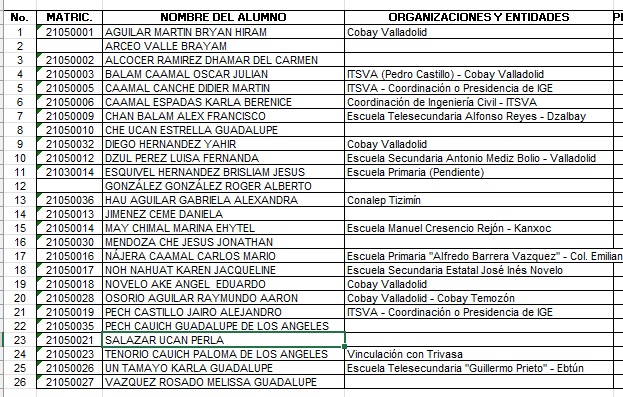 No. MATRIC. NOMBRE DEL ALUMNO ORGANIZACIONES Y ENTIDADES
1 21050001 AGUILAR MARTIN BRYAN HIRAM Cobay Valladolid
2 ARCEO VALLE BRAYAM
3 21050002 ALCOCER RAMIREZ DHAMAR DEL CARMEN
4 21050003 BALAM CAAMAL OSCAR JULIAN ITSVA (Pedro Castillo) - Cobay Valladolid
5 21050005 CAAMAL CANCHE DIDIER MARTIN ITSVA - Coordinación o Presidencia de IGE
6 21050006 CAAMAL ESPADAS KARLA BERENICE Coordinación de Ingeniería Civil - ITSVA
7 21050009 CHAN BALAM ALEX FRANCISCO Escuela Telesecundaria Alfonso Reyes - Dzalbay
8 21050010 CHE UCAN ESTRELLA GUADALUPE
9 21050032 DIEGO HERNANDEZ YAHIR Cobay Valladolid
10 21050012 DZUL PEREZ LUISA FERNANDA Escuela Secundaria Antonio Mediz Bolio - Valladolid
11 21030014 ESQUIVEL HERNANDEZ BRISLIAM JESUS Escuela Primaria (Pendiente)
12 GONZÁLEZ GONZÁLEZ ROGER ALBERTO
13 21050036 HAU AGUILAR GABRIELA ALEXANDRA Conalep Tizimín
14 21050013 JIMENEZ CEME DANIELA
15 21050014 MAY CHIMAL MARINA EHYTEL Escuela Manuel Cresencio Rejón - Kanxoc
16 21050030 MENDOZA CHE JESUS JONATHAN
17 21050016 NÁJERA CAAMAL CARLOS MARIO Escuela Primaria "Alfredo Barrera Vazquez" - Col. Emilian
18 21050017 NOH NAHUAT KAREN JACQUELINE Escuela Secundaria Estatal José Inés Novelo
19 21050018 NOVELO AKE ANGEL EDUARDO Cobay Valladolid
20 21050028 OSORIO AGUILAR RAYMUNDO AARON Cobay Valladolid - Cobay Temozón
21 21050019 PECH CASTILLO JAIRO ALEJANDRO ITSVA - Coordinación o Presidencia de IGE
22 21050035 PECH CAUICH GUADALUPE DE LOS ANGELES
23 21050021 SALAZAR UCAN PERLA
24 21050023 TENORIO CAUICH PALOMA DE LOS ANGELES Vinculación con Trivasa
25 21050026 UN TAMAYO KARLA GUADALUPE Escuela Telesecundaria "Guillermo Prieto" - Ebtún
26 21050027 VAZQUEZ ROSADO MELISSA GUADALUPE